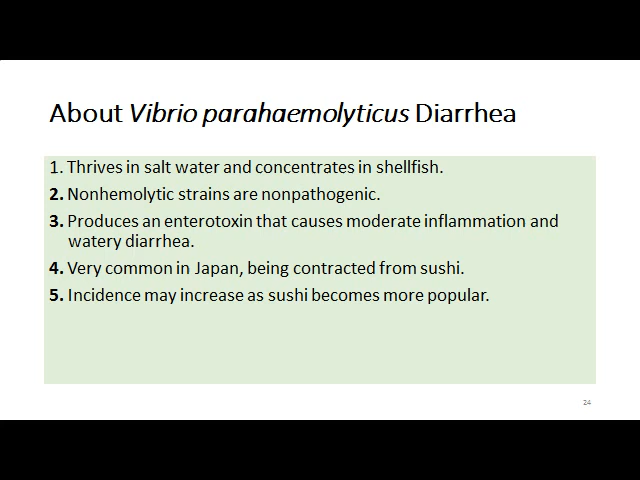 About Vibrio parahaemolyticus Diarrhea
1. Thrives in salt water and concentrates in shellfish.
2. Nonhemolytic strains are nonpathogenic.
3. Produces an enterotoxin that causes moderate inflammation and
watery diarrhea.
4. Very common in Japan, being contracted from sushi.
5. Incidence may increase as sushi becomes more popular.
24